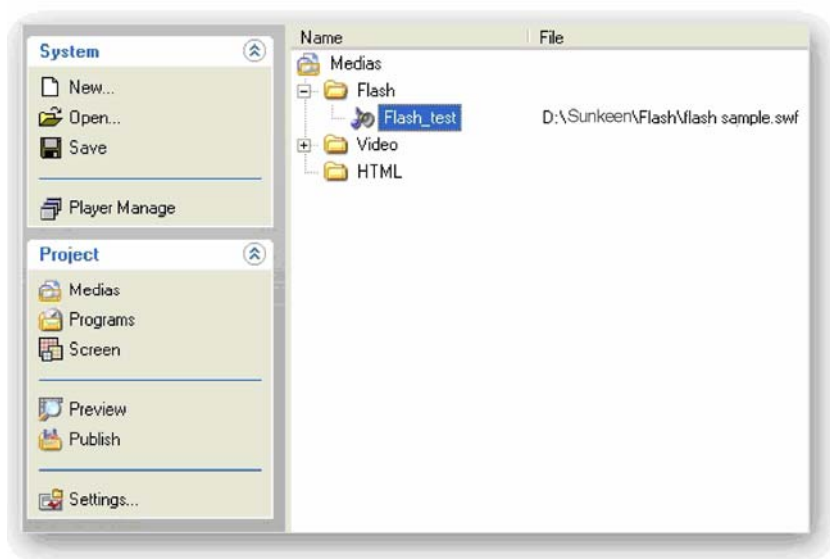 System
New...
Open...
Save
Player Manage
Project
Medias
Programs
Screen
Preview
Publish
Settings...
Name File
Medias
Flash
Flash_test D:\Sunkeen\Flash\flash sample.swf
Video
HTML